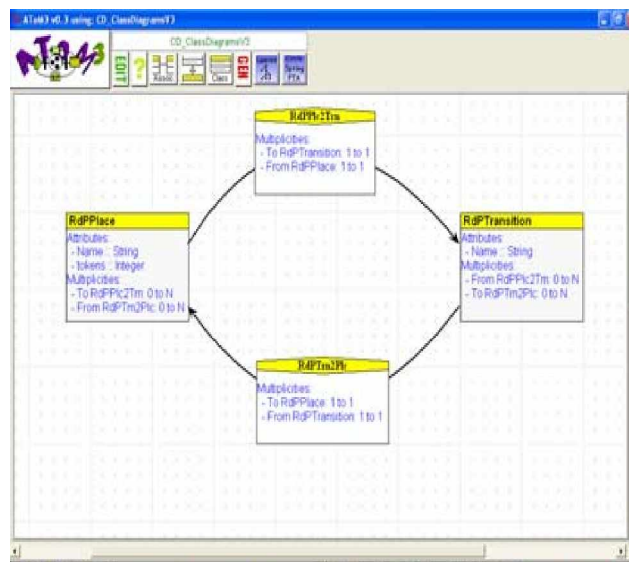 AToM3 v0.3 using: CD_ClassDiagramsV3
CD_ClassDiagramsV3
AToM3
EDIT
?
Assoc
Class
GEN
RdPPlc2Trn
Multiplicities:
- To RdPTransition: 1 to 1
- From RdPPlace: 1 to 1
RdPPlace
Attributes:
- Name :: String
- tokens :: Integer
Multiplicities:
- To RdPPlc2Trn: 0 to N
- From RdPTrn2Plc: 0 to N
RdPTransition
Attributes:
- Name :: String
Multiplicities:
- From RdPPlc2Trn: 0 to N
- To RdPTrn2Plc: 0 to N
RdPTrn2Plc
Multiplicities:
- To RdPPlace: 1 to 1
- From RdPTransition: 1 to 1